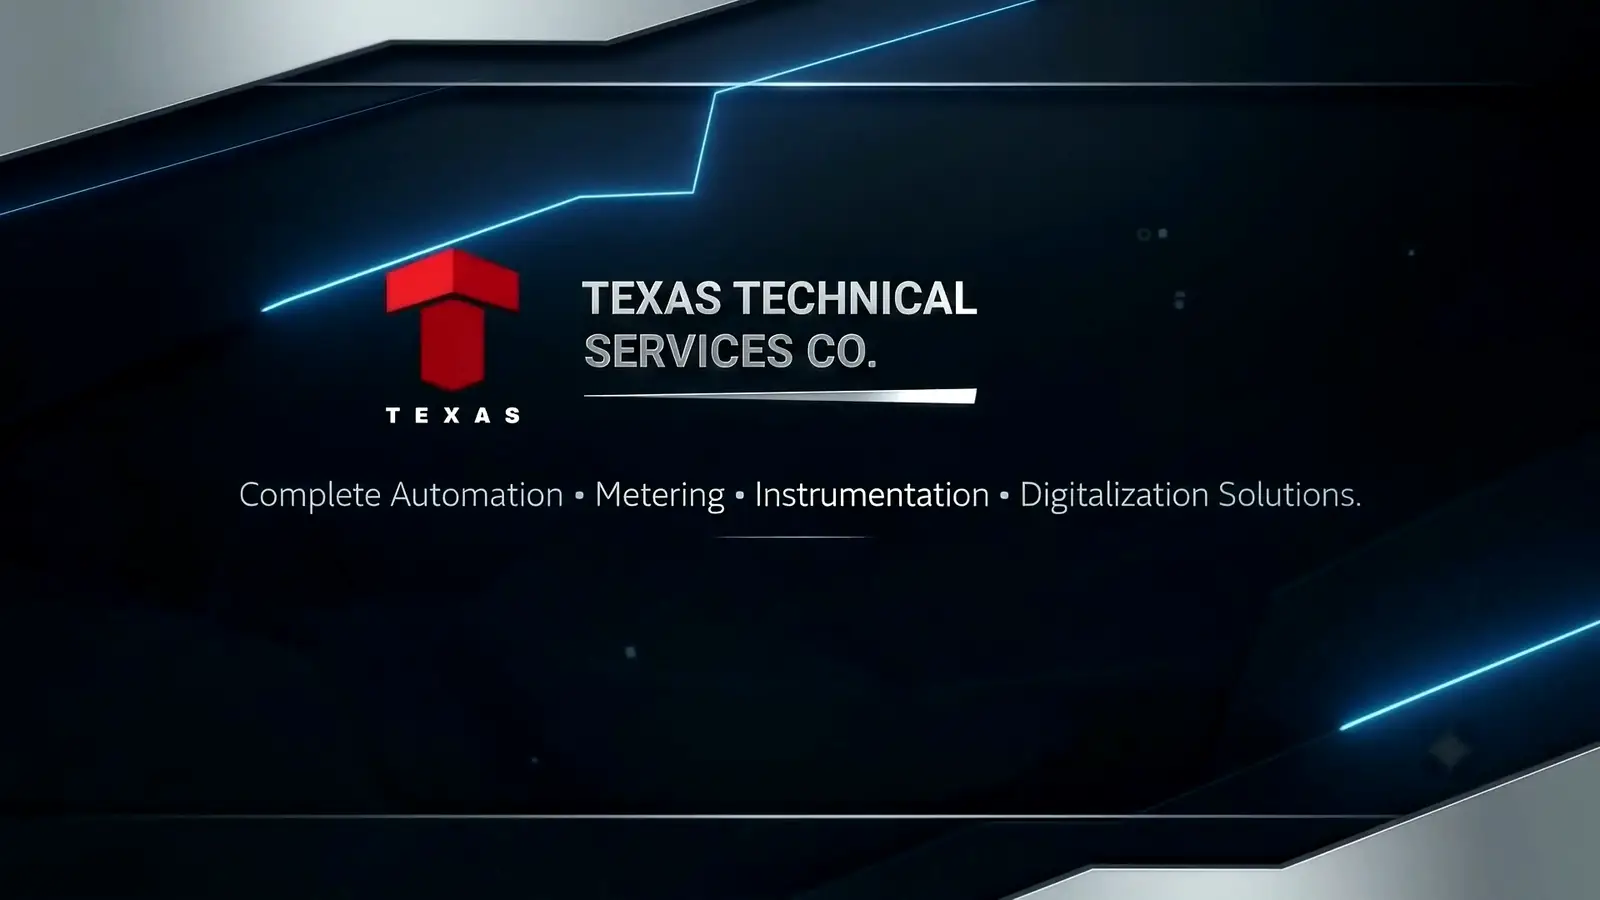 TEXAS
TEXAS TECHNICAL
SERVICES CO.
Complete Automation • Metering • Instrumentation • Digitalization Solutions.